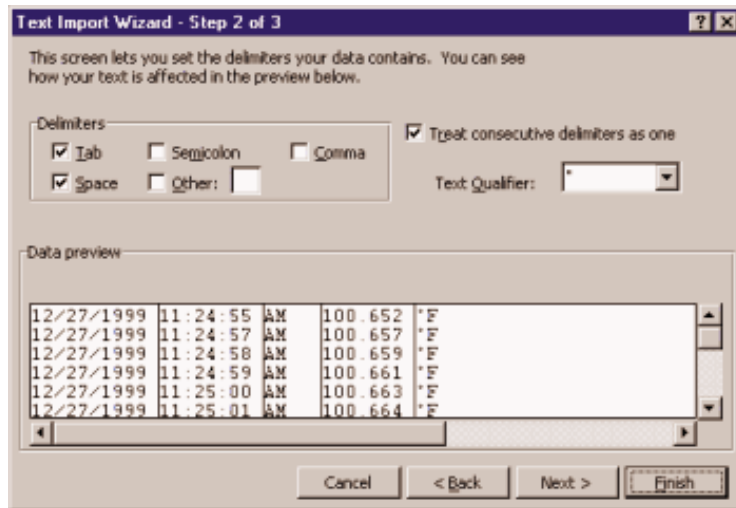 Text Import Wizard - Step 2 of 3
This screen lets you set the delimiters your data contains. You can see
how your text is affected in the preview below.
Delimiters
Tab Semicolon Comma
Space Other:
Treat consecutive delimiters as one
Text Qualifier: "
Data preview
12/27/1999 11:24:55 AM 100.652 °F
12/27/1999 11:24:57 AM 100.657 °F
12/27/1999 11:24:58 AM 100.659 °F
12/27/1999 11:24:59 AM 100.661 °F
12/27/1999 11:25:00 AM 100.663 °F
12/27/1999 11:25:01 AM 100.664 °F
Cancel < Back Next > Finish